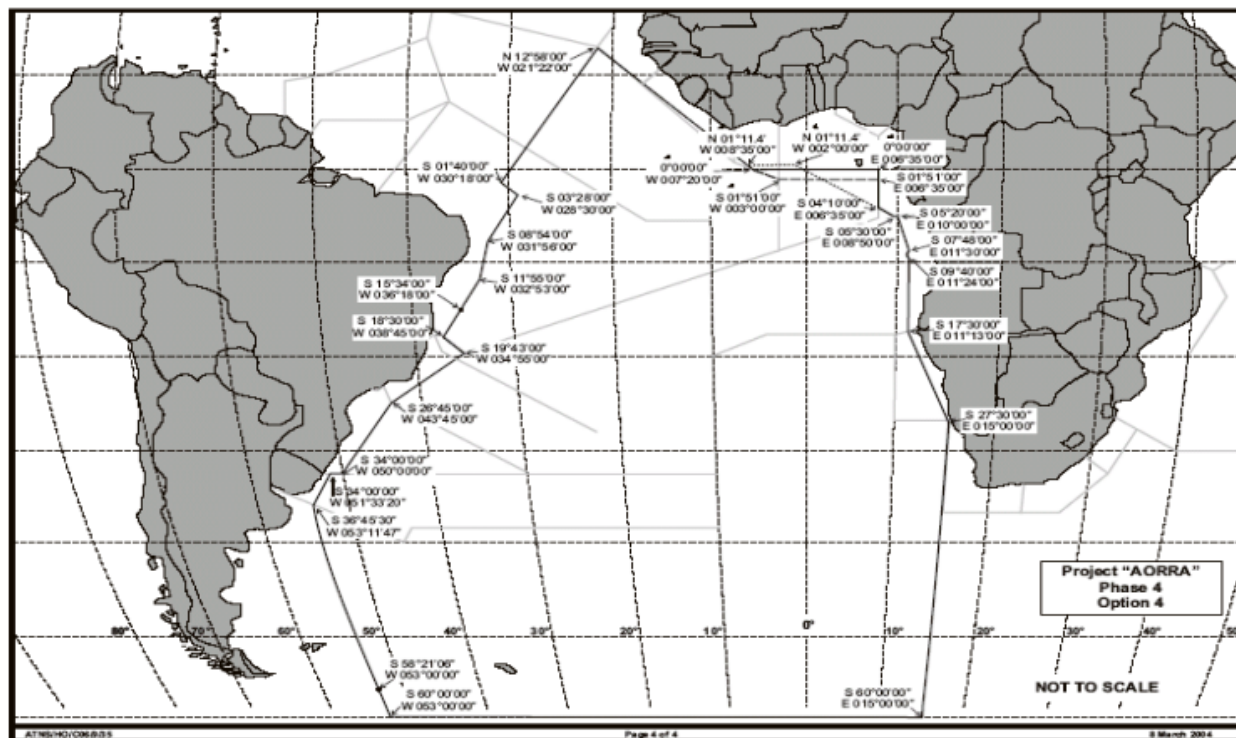 N 12°58'00"
W 021°22'00"
N 01°11.4'
W 008°35'00"
N 01°11.4'
W 002°00'00"
0°00'00"
E 006°35'00"
0°00'00"
W 007°20'00"
S 01°40'00"
W 030°18'00"
S 03°28'00"
W 028°30'00"
S 01°51'00"
W 003°00'00"
S 01°51'00"
E 006°35'00"
S 04°10'00"
E 006°35'00"
S 05°20'00"
E 010°00'00"
S 05°30'00"
E 008°50'00"
S 08°54'00"
W 031°56'00"
S 07°48'00"
E 011°30'00"
S 11°55'00"
W 032°53'00"
S 09°40'00"
E 011°24'00"
S 15°34'00"
W 036°18'00"
S 18°30'00"
W 038°45'00"
S 17°30'00"
E 011°13'00"
S 19°43'00"
W 034°55'00"
S 26°45'00"
W 043°45'00"
S 27°30'00"
E 015°00'00"
S 34°00'00"
W 050°00'00"
S 34°00'00"
W 051°33'20"
S 36°45'30"
W 053°11'47"
Project "AORRA"
Phase 4
Option 4
80° 70° 60° 50° 40° 30° 20° 10° 0° 10° 20° 30° 40° 50°
S 58°21'06"
W 053°00'00"
S 60°00'00"
W 053°00'00"
S 60°00'00"
E 015°00'00"
NOT TO SCALE
ATNS/HO/C06/9/35 Page 4 of 4 8 March 2004